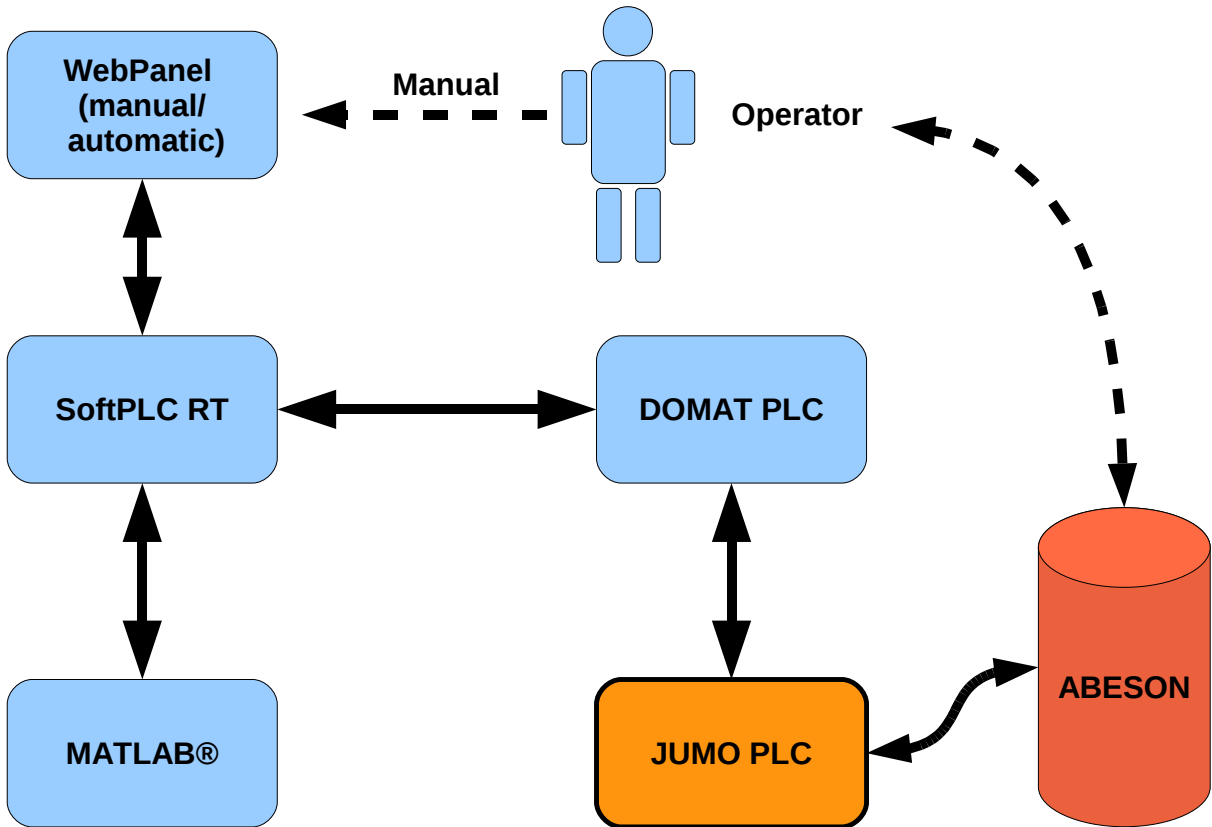 WebPanel
(manual/
automatic)
Manual
Operator
SoftPLC RT
DOMAT PLC
MATLAB®
JUMO PLC
ABESON